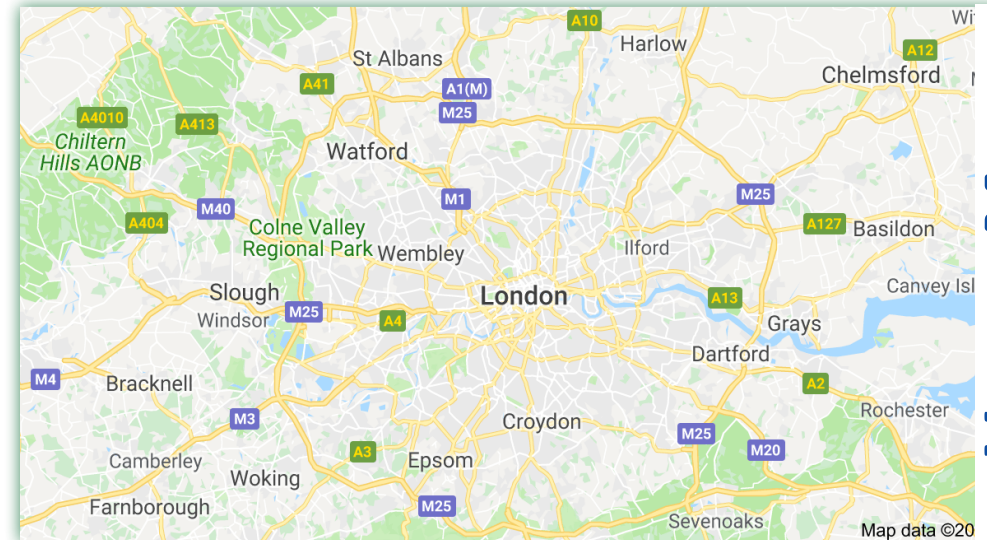 A10
Harlow
A12
St Albans
Chelmsford
A41
A1(M)
M25
A4010
A413
Chiltern
Hills AONB
Watford
M1
M25
M40
A404
Colne Valley
Regional Park
A127
Basildon
Wembley
Ilford
Slough
London
Canvey Isl
M25
A13
Windsor
A4
Grays
Dartford
M4
Bracknell
A2
M3
Croydon
Rochester
M25
A3
M20
Camberley
Epsom
Woking
Farnborough
M25
Sevenoaks
Map data ©20